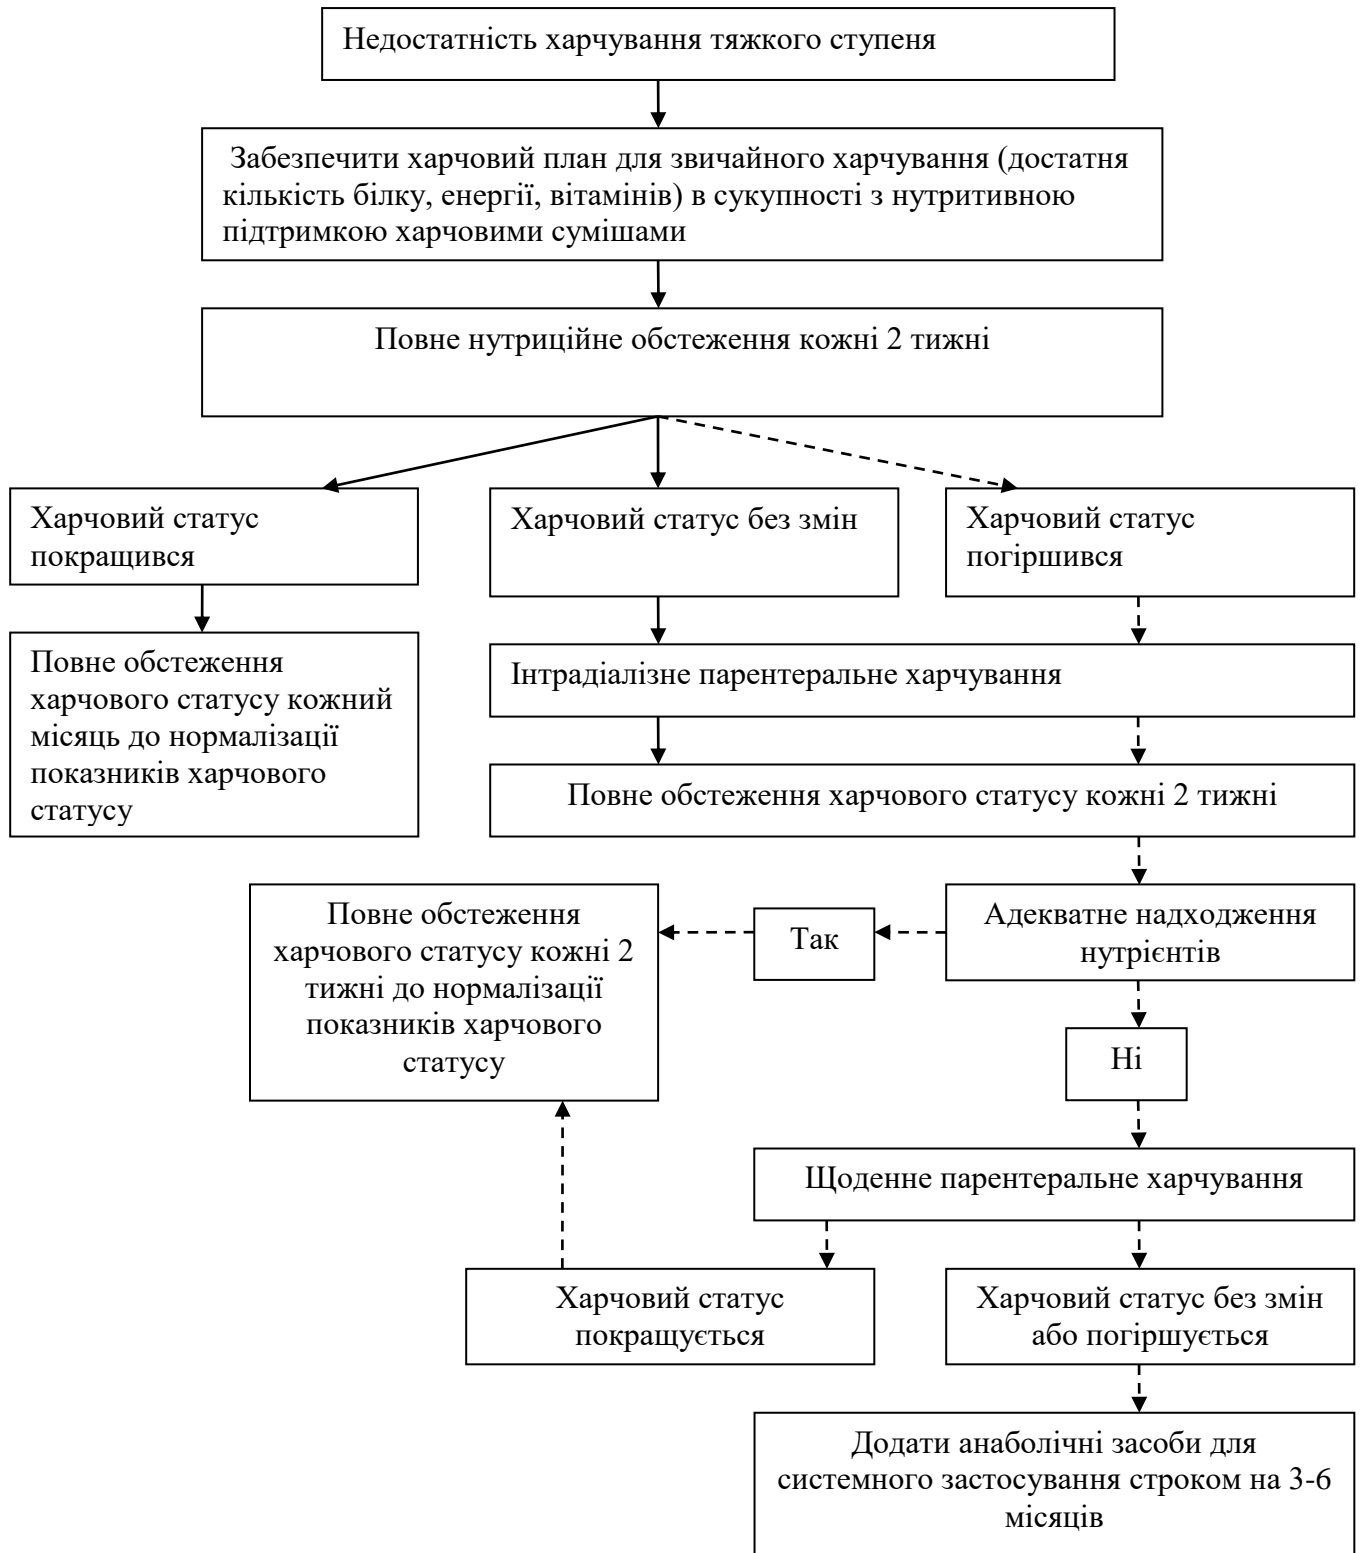 Недостатність харчування тяжкого ступеня
Забезпечити харчовий план для звичайного харчування (достатня
кількість білку, енергії, вітамінів) в сукупності з нутритивною
підтримкою харчовими сумішами
Повне нутриційне обстеження кожні 2 тижні
Харчовий статус
покращився
Харчовий статус без змін
Харчовий статус
погіршився
Повне обстеження
харчового статусу кожний
місяць до нормалізації
показників харчового
статусу
Інтрадіалізне парентеральне харчування
Повне обстеження харчового статусу кожні 2 тижні
Повне обстеження
харчового статусу кожні 2
тижні до нормалізації
показників харчового
статусу
Так
Адекватне надходження
нутрієнтів
Ні
Щоденне парентеральне харчування
Харчовий статус
покращується
Харчовий статус без змін
або погіршується
Додати анаболічні засоби для
системного застосування строком на 3-6
місяців